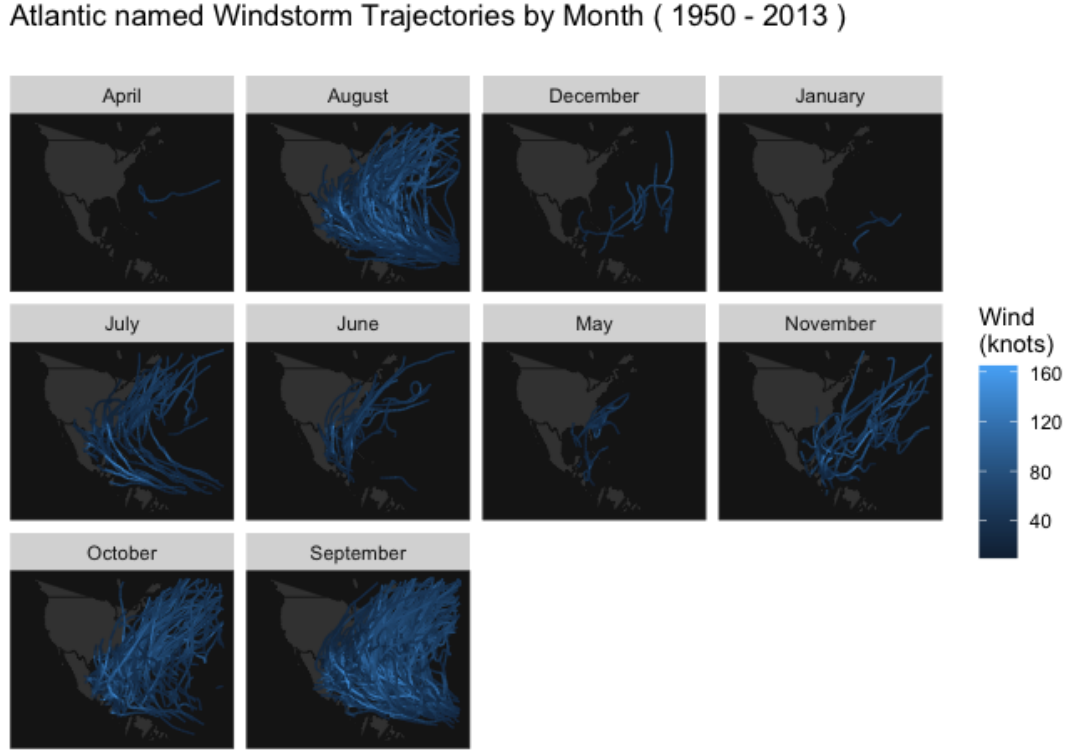 Atlantic named Windstorm Trajectories by Month ( 1950 - 2013 )
April
August
December
January
July
June
May
November
October
September
Wind
(knots)
160
120
80
40